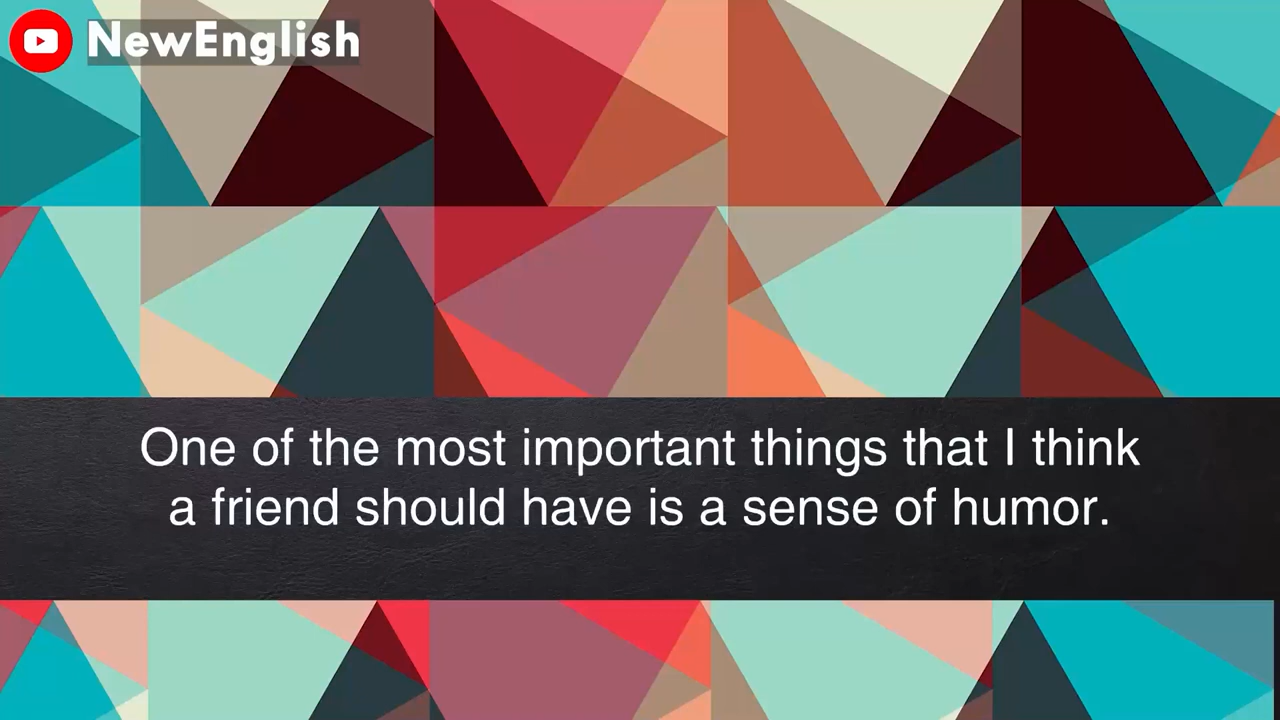 NewEnglish
One of the most important things that I think
a friend should have is a sense of humor.